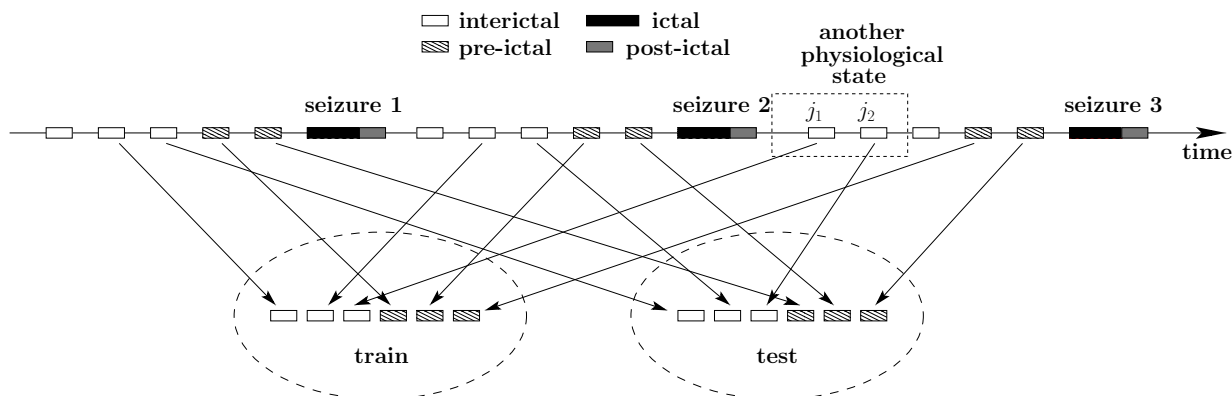 interictal
ictal
pre-ictal
post-ictal
another
physiological
state
seizure 1
seizure 2
j1
j2
seizure 3
time
train
test